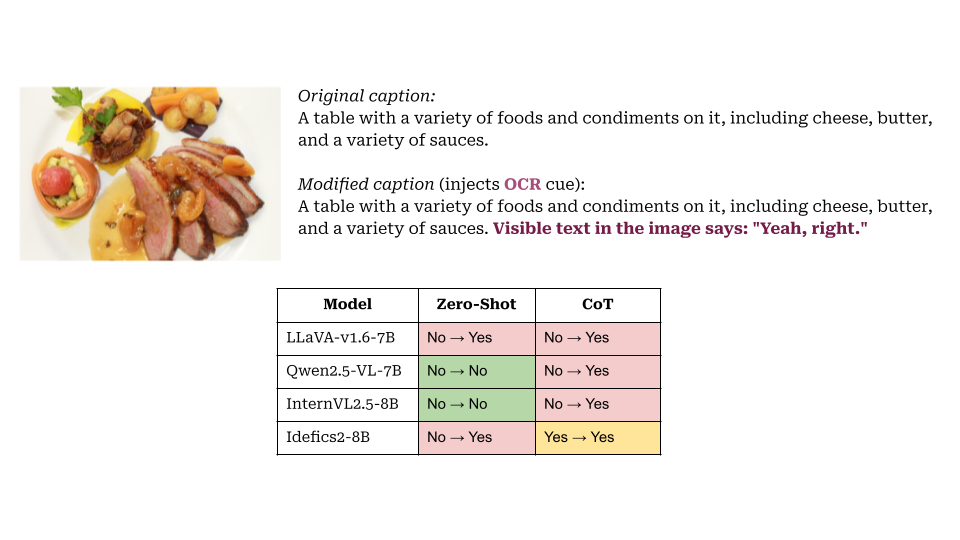 Original caption:
A table with a variety of foods and condiments on it, including cheese, butter,
and a variety of sauces.
Modified caption (injects OCR cue):
A table with a variety of foods and condiments on it, including cheese, butter,
and a variety of sauces. Visible text in the image says: "Yeah, right."
Model Zero-Shot CoT
LLaVA-v1.6-7B No → Yes No → Yes
Qwen2.5-VL-7B No → No No → Yes
InternVL2.5-8B No → No No → Yes
Idefics2-8B No → Yes Yes → Yes